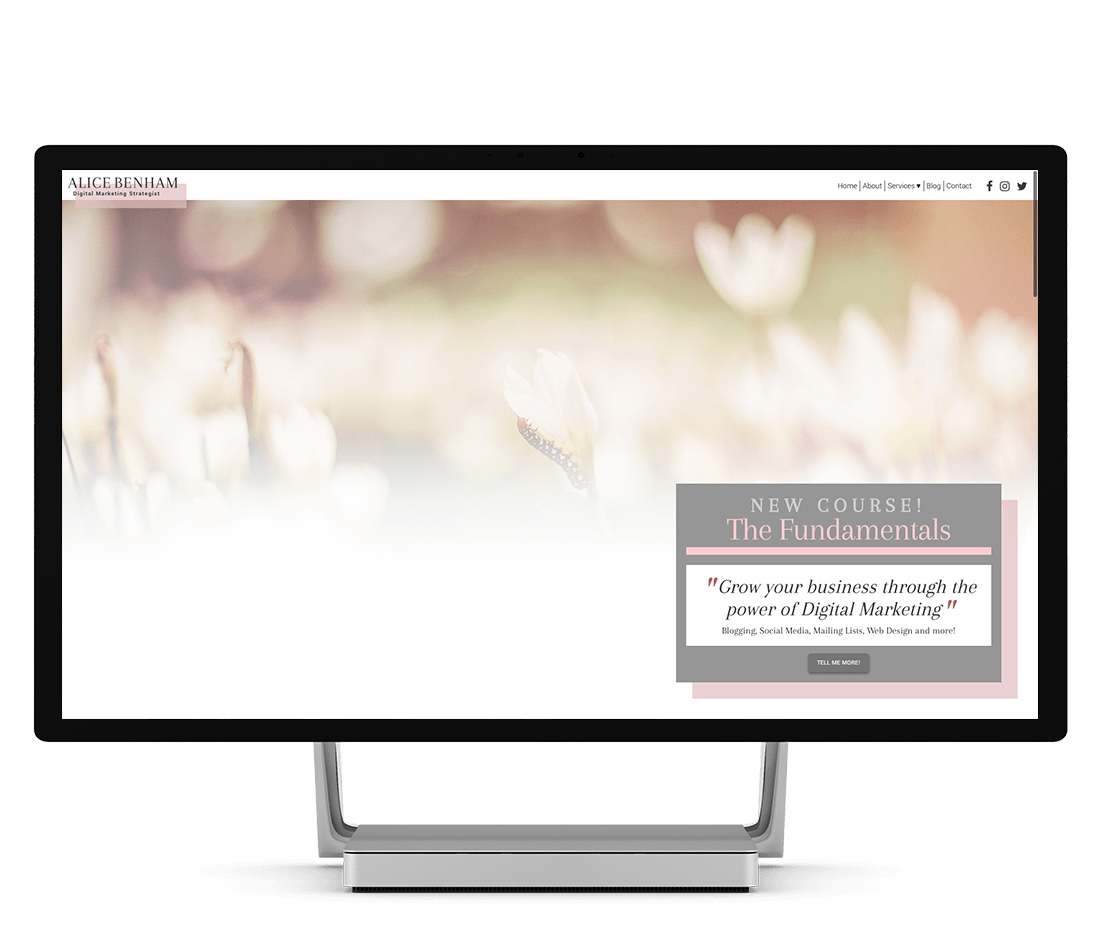 ALICE BENHAM
Digital Marketing Strategist
Home | About | Services ▾ | Blog | Contact
NEW COURSE!
The Fundamentals
"Grow your business through the
power of Digital Marketing"
Blogging, Social Media, Mailing Lists, Web Design and more!
TELL ME MORE!